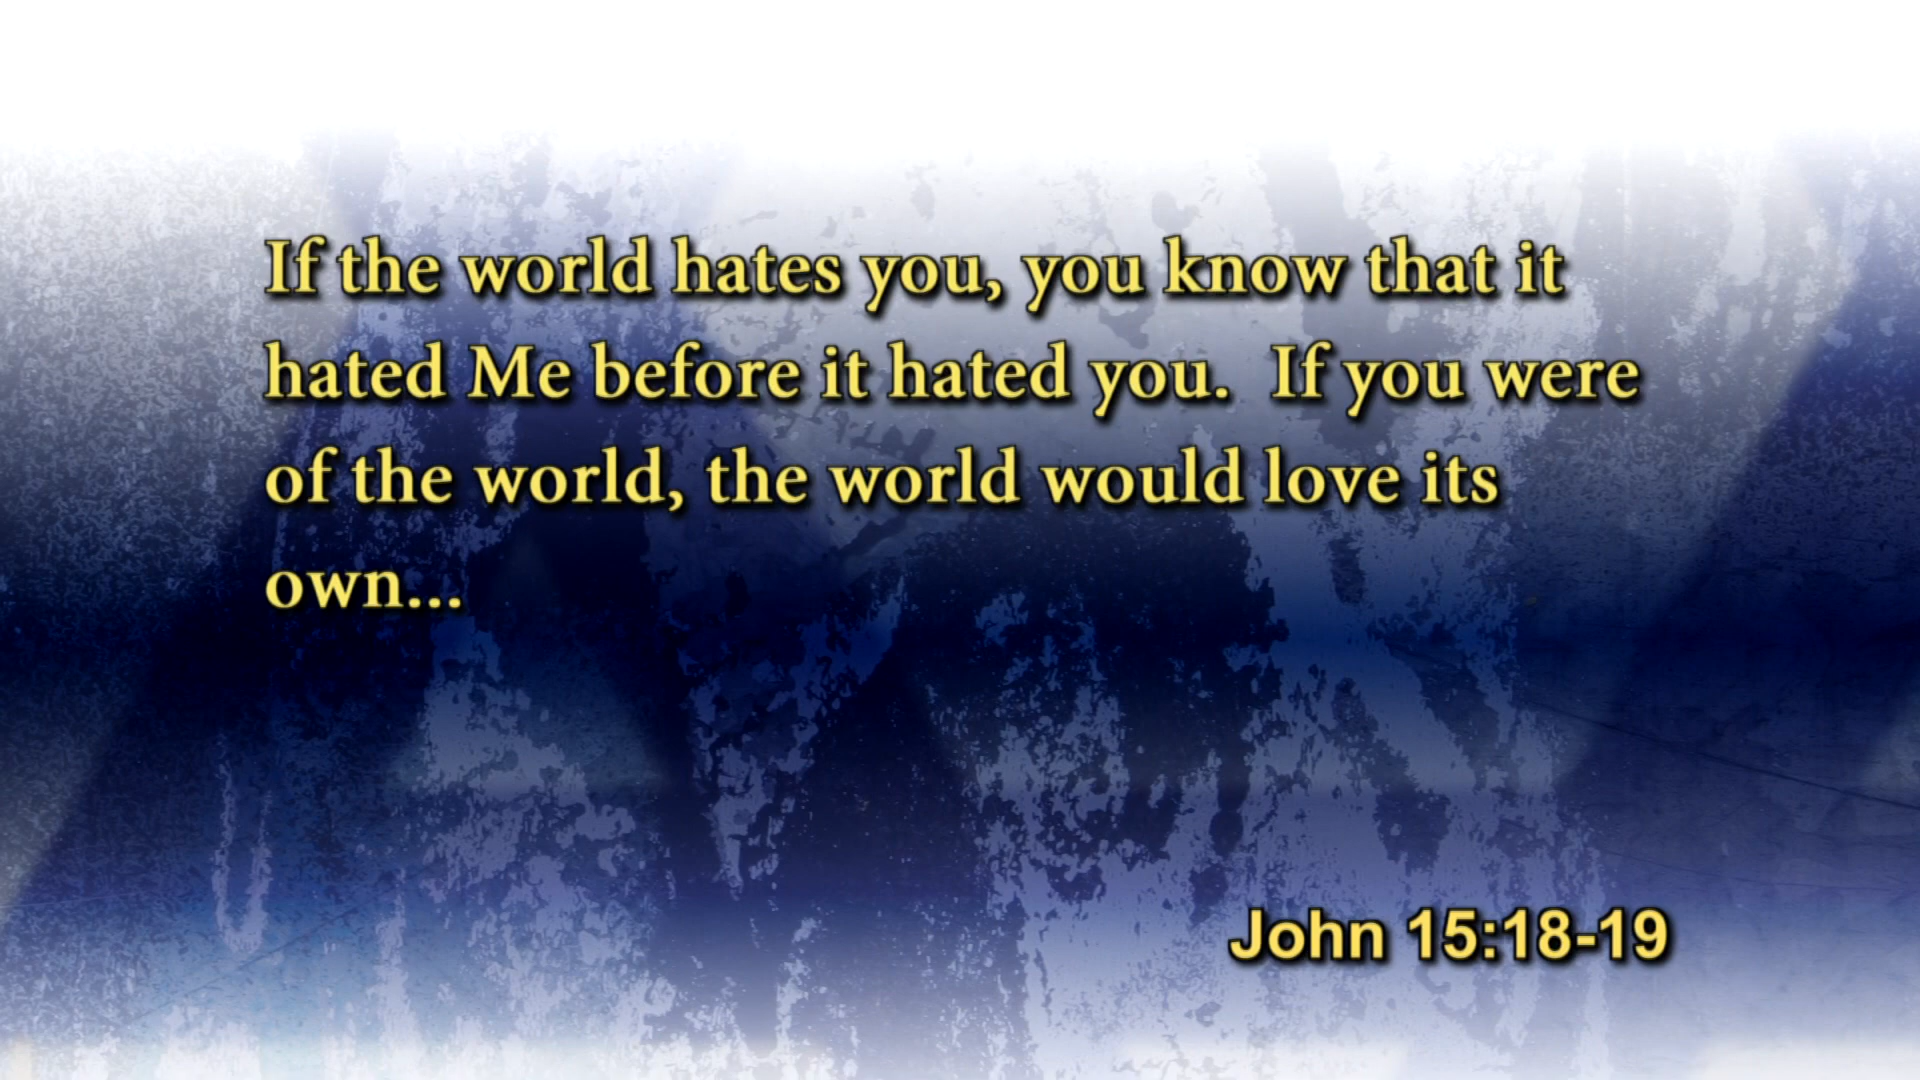 If the world hates you, you know that it
hated Me before it hated you.  If you were
of the world, the world would love its
own...
John 15:18-19